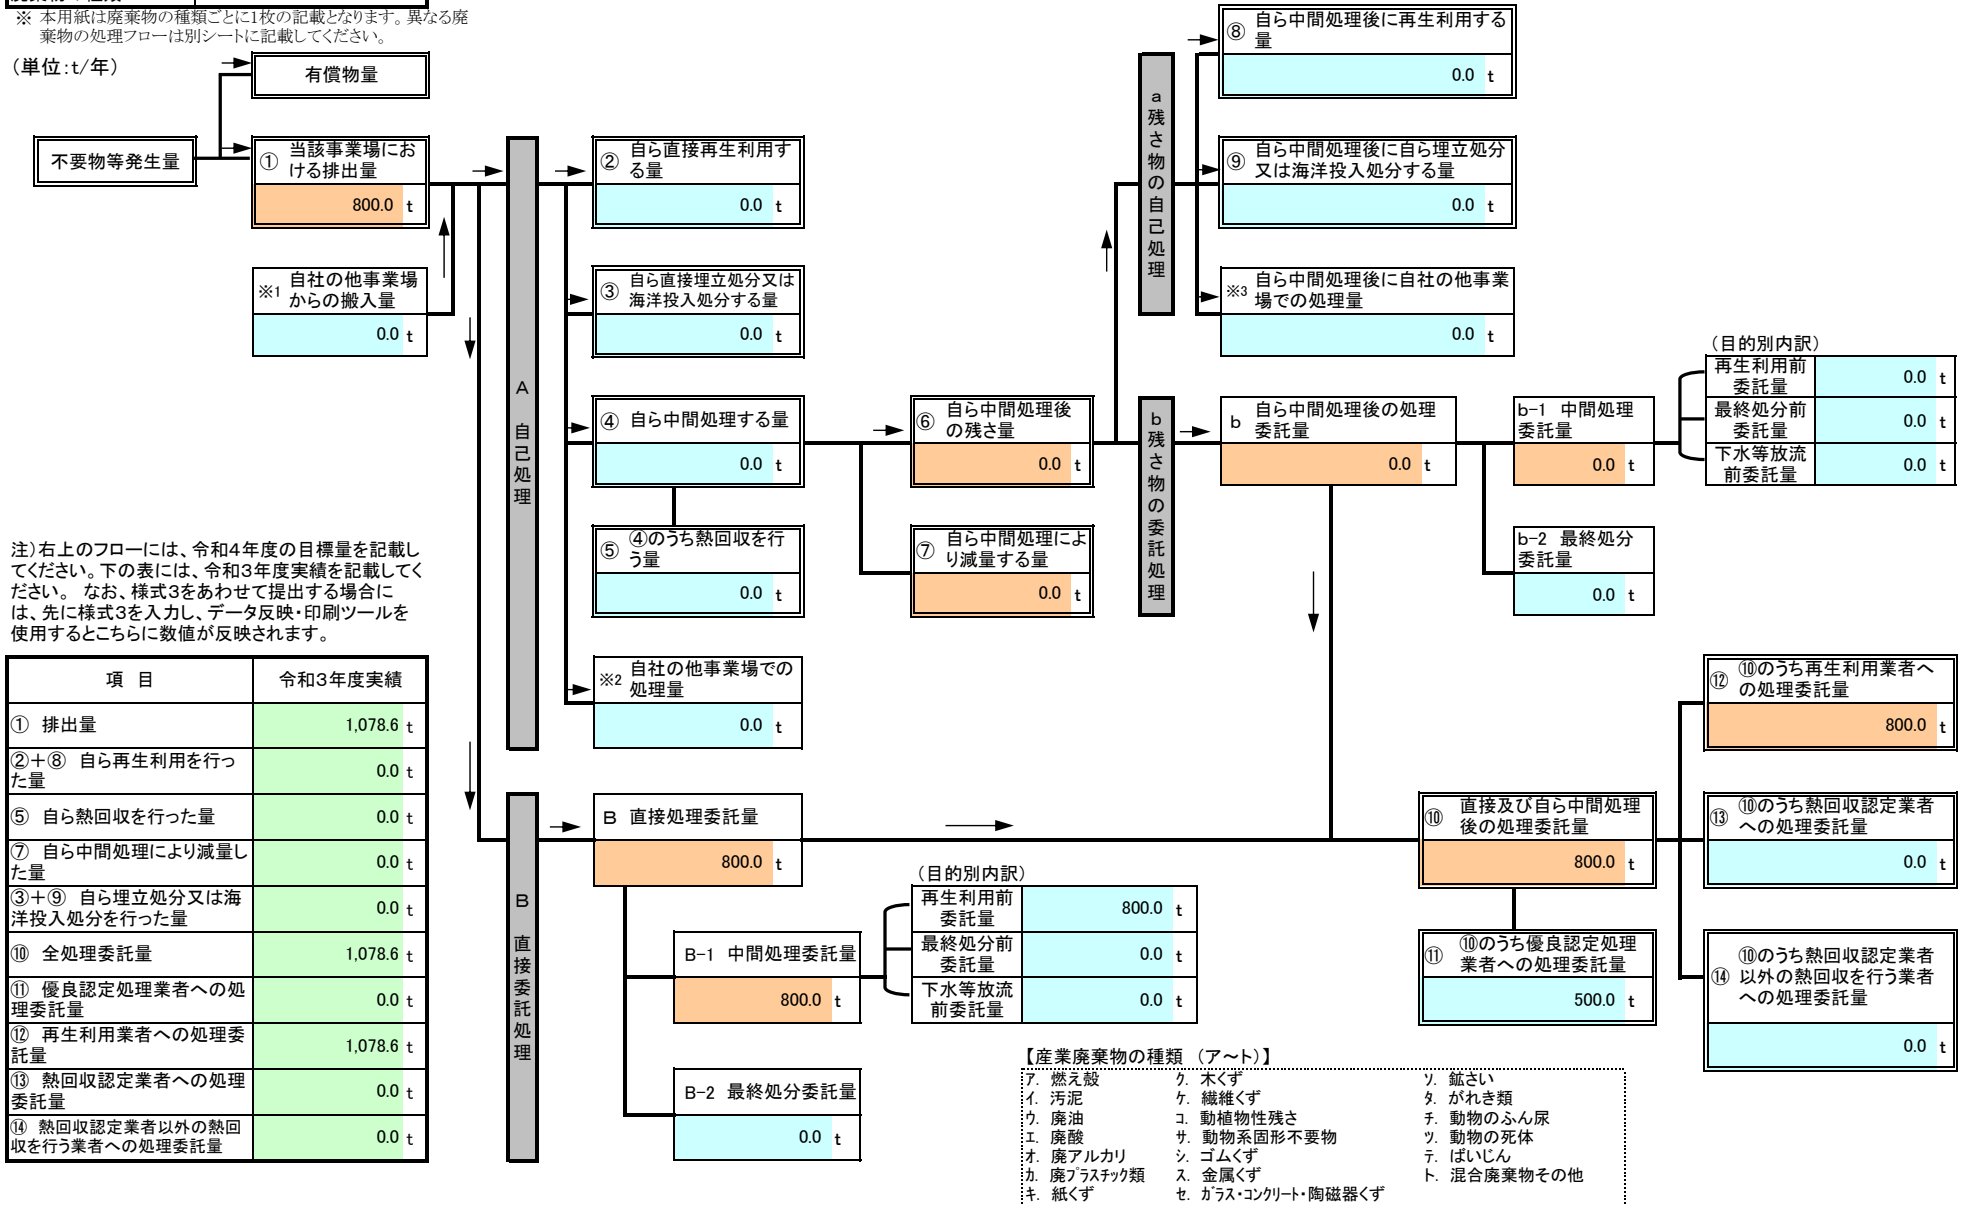 ※ 本用紙は廃棄物の種類ごとに1枚の記載となります。異なる廃
棄物の処理フローは別シートに記載してください。
(単位:t/年)
有償物量
不要物等発生量
① 当該事業場にお
ける排出量
800.0 t
※1 自社の他事業場
からの搬入量
0.0 t
A 自己処理
② 自ら直接再生利用す
る量
0.0 t
③ 自ら直接埋立処分又は
海洋投入処分する量
0.0 t
④ 自ら中間処理する量
0.0 t
⑤ ④のうち熱回収を行
う量
0.0 t
※2 自社の他事業場での
処理量
0.0 t
⑥ 自ら中間処理後
の残さ量
0.0 t
⑦ 自ら中間処理によ
り減量する量
0.0 t
a 残さ物の自己処理
⑧ 自ら中間処理後に再生利用する
量
0.0 t
⑨ 自ら中間処理後に自ら埋立処分
又は海洋投入処分する量
0.0 t
※3 自ら中間処理後に自社の他事業
場での処理量
0.0 t
b 残さ物の委託処理
b 自ら中間処理後の処理
委託量
0.0 t
b-1 中間処理
委託量
0.0 t
(目的別内訳)
再生利用前
委託量
0.0 t
最終処分前
委託量
0.0 t
下水等放流
前委託量
0.0 t
b-2 最終処分
委託量
0.0 t
注)右上のフローには、令和4年度の目標量を記載し
てください。下の表には、令和3年度実績を記載してく
ださい。 なお、様式3をあわせて提出する場合に
は、先に様式3を入力し、データ反映・印刷ツールを
使用するとこちらに数値が反映されます。
項 目 令和3年度実績
① 排出量 1,078.6 t
②+⑧ 自ら再生利用を行っ
た量
0.0 t
⑤ 自ら熱回収を行った量 0.0 t
⑦ 自ら中間処理により減量し
た量
0.0 t
③+⑨ 自ら埋立処分又は海
洋投入処分を行った量
0.0 t
⑩ 全処理委託量 1,078.6 t
⑪ 優良認定処理業者への処
理委託量
0.0 t
⑫ 再生利用業者への処理委
託量
1,078.6 t
⑬ 熱回収認定業者への処理
委託量
0.0 t
⑭ 熱回収認定業者以外の熱回
収を行う業者への処理委託量
0.0 t
B 直接委託処理
B 直接処理委託量
800.0 t
B-1 中間処理委託量
800.0 t
(目的別内訳)
再生利用前
委託量
800.0 t
最終処分前
委託量
0.0 t
下水等放流
前委託量
0.0 t
B-2 最終処分委託量
0.0 t
⑩ 直接及び自ら中間処理
後の処理委託量
800.0 t
⑪ ⑩のうち優良認定処理
業者への処理委託量
500.0 t
⑫ ⑩のうち再生利用業者へ
の処理委託量
800.0 t
⑬ ⑩のうち熱回収認定業者
への処理委託量
0.0 t
⑭ ⑩のうち熱回収認定業者
以外の熱回収を行う業者
への処理委託量
0.0 t
【産業廃棄物の種類 (ア~ト)】
ア. 燃え殻 ク. 木くず ソ. 鉱さい
イ. 汚泥 ケ. 繊維くず タ. がれき類
ウ. 廃油 コ. 動植物性残さ チ. 動物のふん尿
エ. 廃酸 サ. 動物系固形不要物 ツ. 動物の死体
オ. 廃アルカリ シ. ゴムくず テ. ばいじん
カ. 廃プラスチック類 ス. 金属くず ト. 混合廃棄物その他
キ. 紙くず セ. ガラス・コンクリート・陶磁器くず